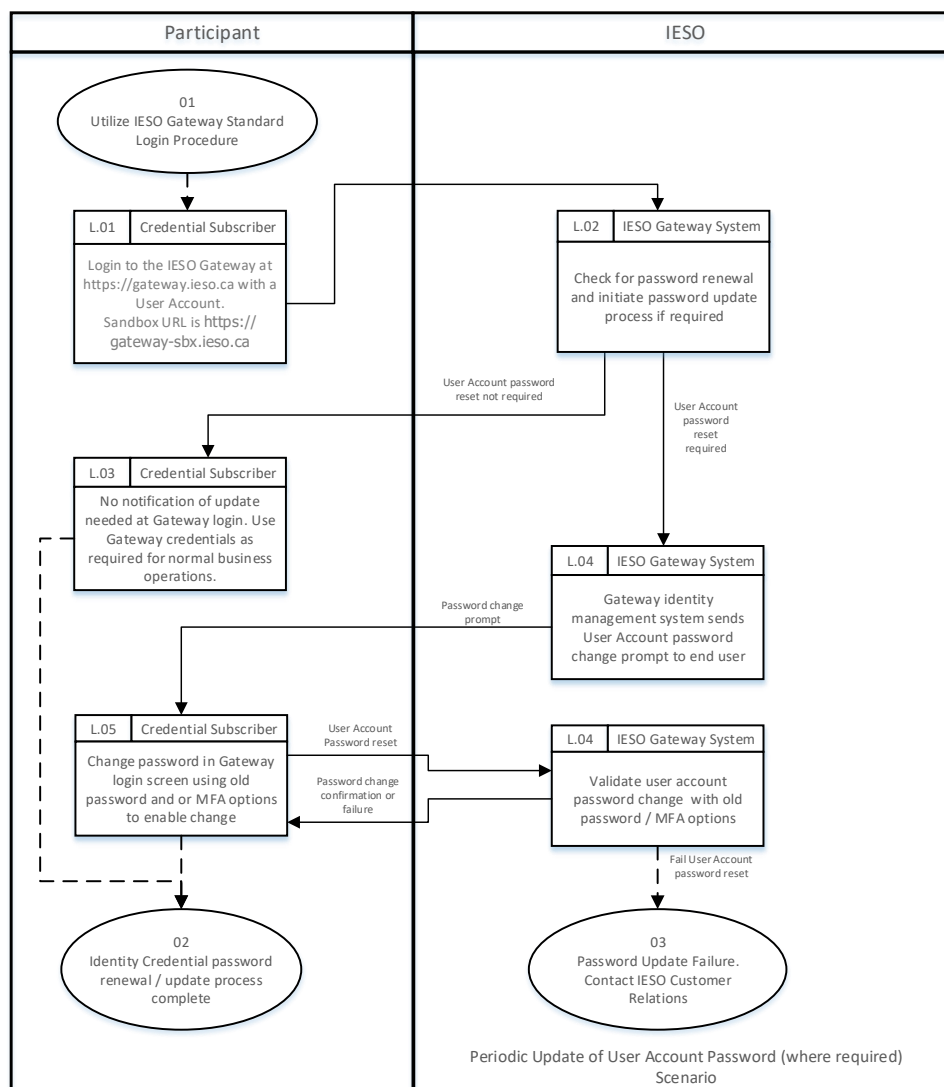 Participant
IESO
01
Utilize IESO Gateway Standard
Login Procedure
L.01
Credential Subscriber
Login to the IESO Gateway at
https://gateway.ieso.ca with a
User Account.
Sandbox URL is https://
gateway-sbx.ieso.ca
L.02
IESO Gateway System
Check for password renewal
and initiate password update
process if required
User Account password
reset not required
User Account
password
reset
required
L.03
Credential Subscriber
No notification of update
needed at Gateway login. Use
Gateway credentials as
required for normal business
operations.
L.04
IESO Gateway System
Gateway identity
management system sends
User Account password
change prompt to end user
Password change
prompt
L.05
Credential Subscriber
Change password in Gateway
login screen using old
password and or MFA options
to enable change
User Account
Password reset
Password change
confirmation or
failure
L.04
IESO Gateway System
Validate user account
password change with old
password / MFA options
Fail User Account
password reset
02
Identity Credential password
renewal / update process
complete
03
Password Update Failure.
Contact IESO Customer
Relations
Periodic Update of User Account Password (where required)
Scenario